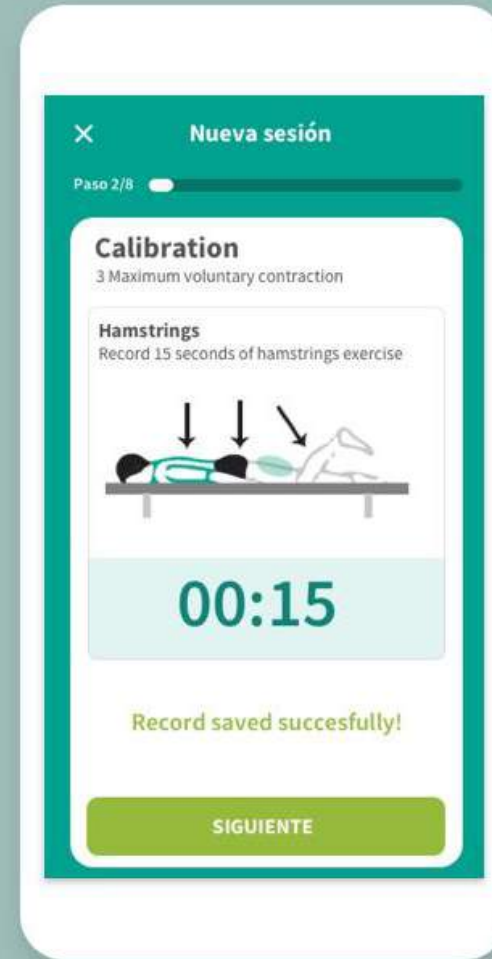 × Nueva sesión
Paso 2/8
Calibration
3 Maximum voluntary contraction
Hamstrings
Record 15 seconds of hamstrings exercise
00:15
Record saved succesfully!
SIGUIENTE